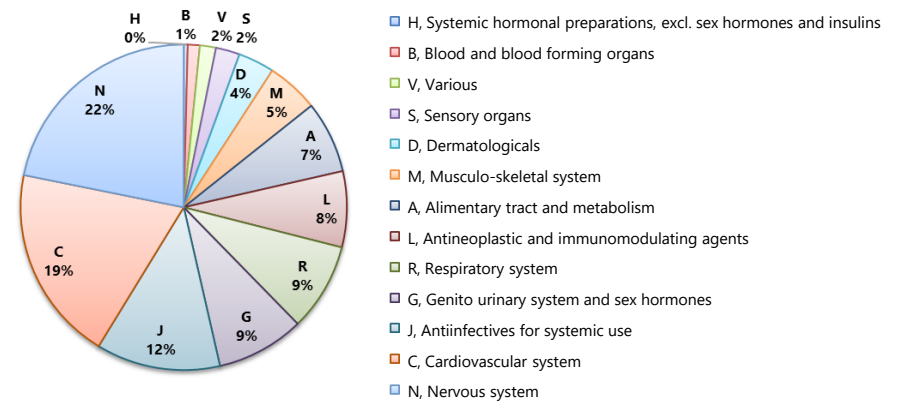 H
0%
B
1%
V
2%
S
2%
D
4%
M
5%
A
7%
L
8%
R
9%
G
9%
J
12%
C
19%
N
22%
H, Systemic hormonal preparations, excl. sex hormones and insulins
B, Blood and blood forming organs
V, Various
S, Sensory organs
D, Dermatologicals
M, Musculo-skeletal system
A, Alimentary tract and metabolism
L, Antineoplastic and immunomodulating agents
R, Respiratory system
G, Genito urinary system and sex hormones
J, Antiinfectives for systemic use
C, Cardiovascular system
N, Nervous system